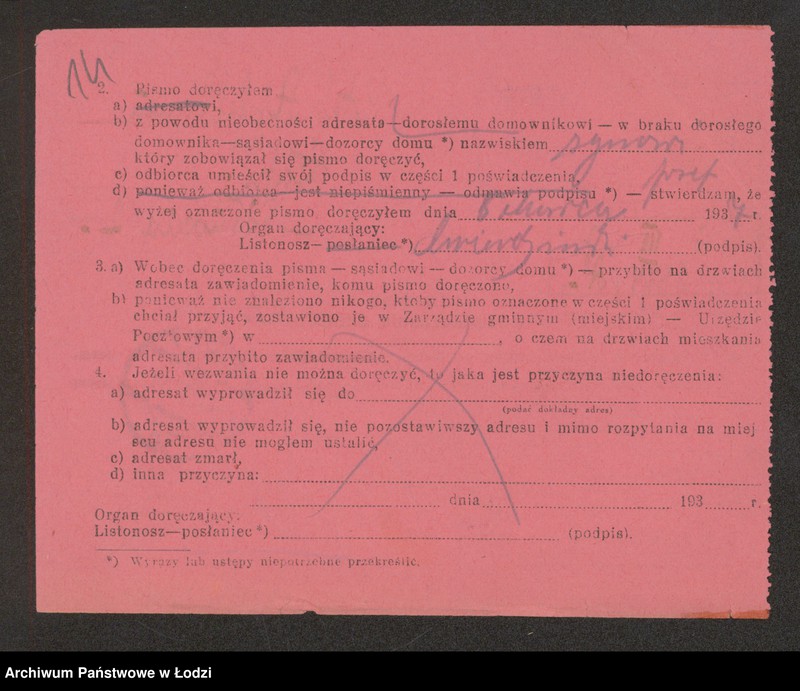 14
2. Pismo doręczyłem
a) adresatowi,
b) z powodu nieobecności adresata—dorosłemu domownikowi — w braku dorosłego
domownika—sąsiadowi—dozorcy domu *) nazwiskiem synowi
który zobowiązał się pismo doręczyć,
c) odbiorca umieścił swój podpis w części 1 poświadczenia, Josef
d) ponieważ odbiorca — jest niepiśmienny — odmawia podpisu *) — stwierdzam, że
wyżej oznaczone pismo doręczyłem dnia 6 czerwca 1937 r.
Organ doręczający:
Listonosz—posłaniec*) (podpis).
3. a) Wobec doręczenia pisma — sąsiadowi — dozorcy domu *) — przybito na drzwiach
adresata zawiadomienie, komu pismo doręczono,
b) ponieważ nie znaleziono nikogo, ktoby pismo oznaczone w części 1 poświadczenia
chciał przyjąć, zostawiono je w Zarządzie gminnym (miejskim) — Urzędzie
Pocztowym *) w , o czem na drzwiach mieszkania
adresata przybito zawiadomienie.
4. Jeżeli wezwania nie można doręczyć, to jaka jest przyczyna niedoręczenia:
a) adresat wyprowadził się do
(podać dokładny adres)
b) adresat wyprowadził się, nie pozostawiwszy adresu i mimo rozpytania na miej
scu adresu nie mogłem ustalić,
c) adresat zmarł,
d) inna przyczyna:
dnia 193 r.
Organ doręczający:
Listonosz—posłaniec *) (podpis).
*) Wyrazy lub ustępy niepotrzebne przekreślić.
Archiwum Państwowe w Łodzi